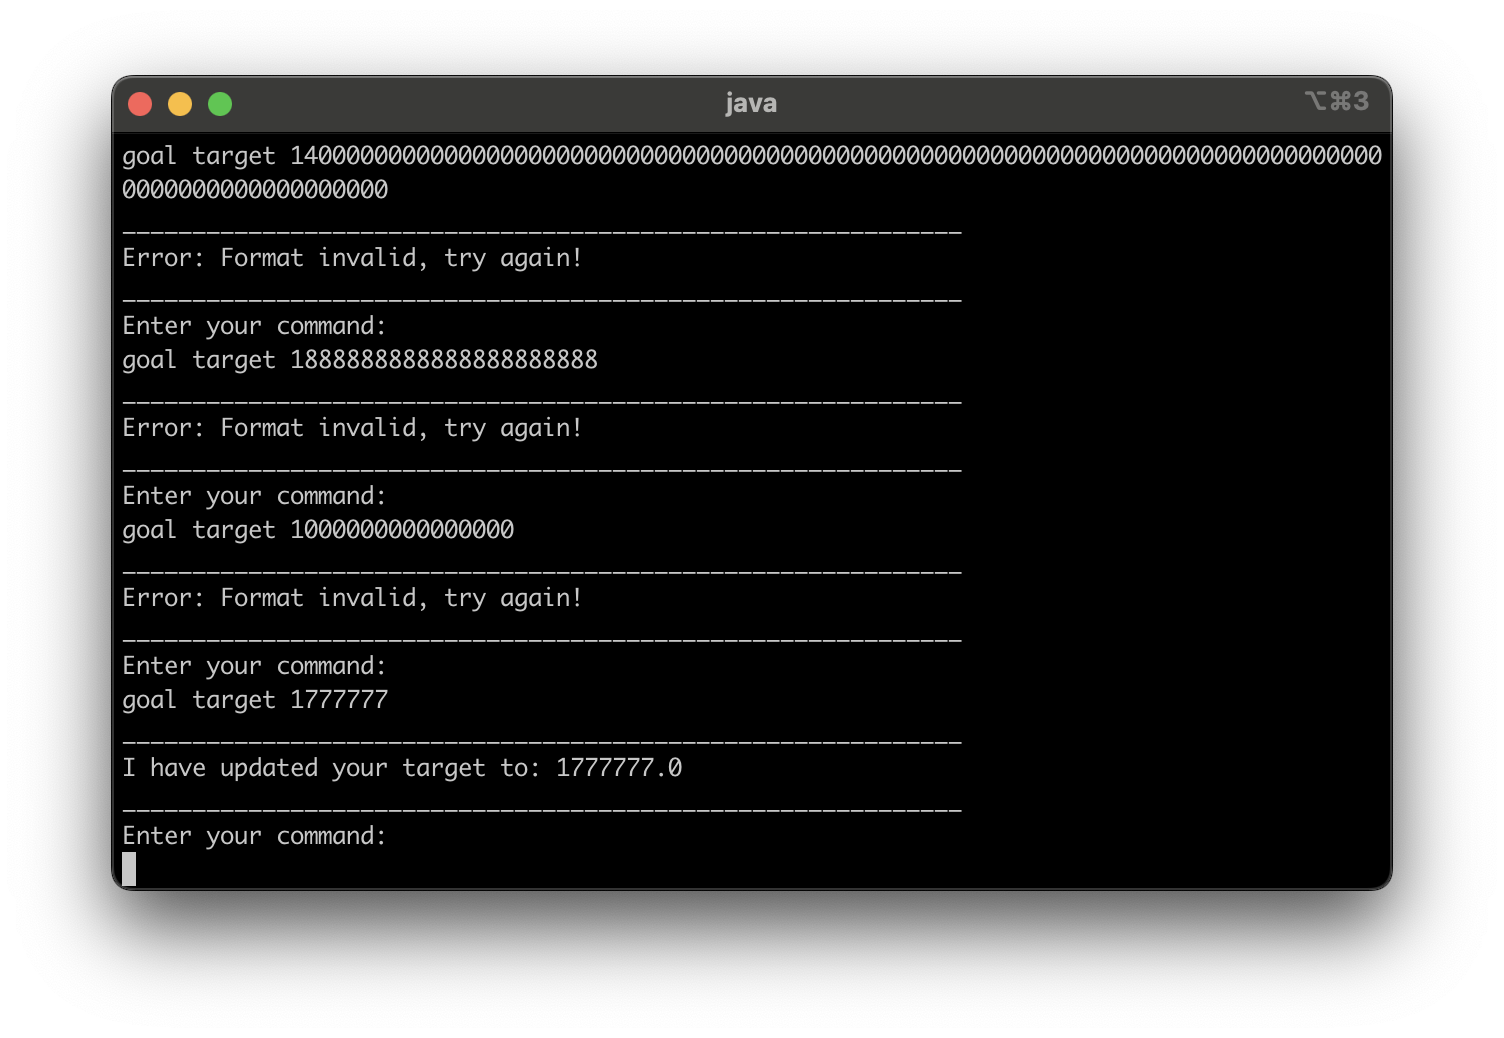 java
⌥⌘3
goal target 140000000000000000000000000000000000000000000000000000000000000000000000000000
0000000000000000000
____________________________________________________________
Error: Format invalid, try again!
____________________________________________________________
Enter your command:
goal target 1888888888888888888888
____________________________________________________________
Error: Format invalid, try again!
____________________________________________________________
Enter your command:
goal target 1000000000000000
____________________________________________________________
Error: Format invalid, try again!
____________________________________________________________
Enter your command:
goal target 1777777
____________________________________________________________
I have updated your target to: 1777777.0
____________________________________________________________
Enter your command: